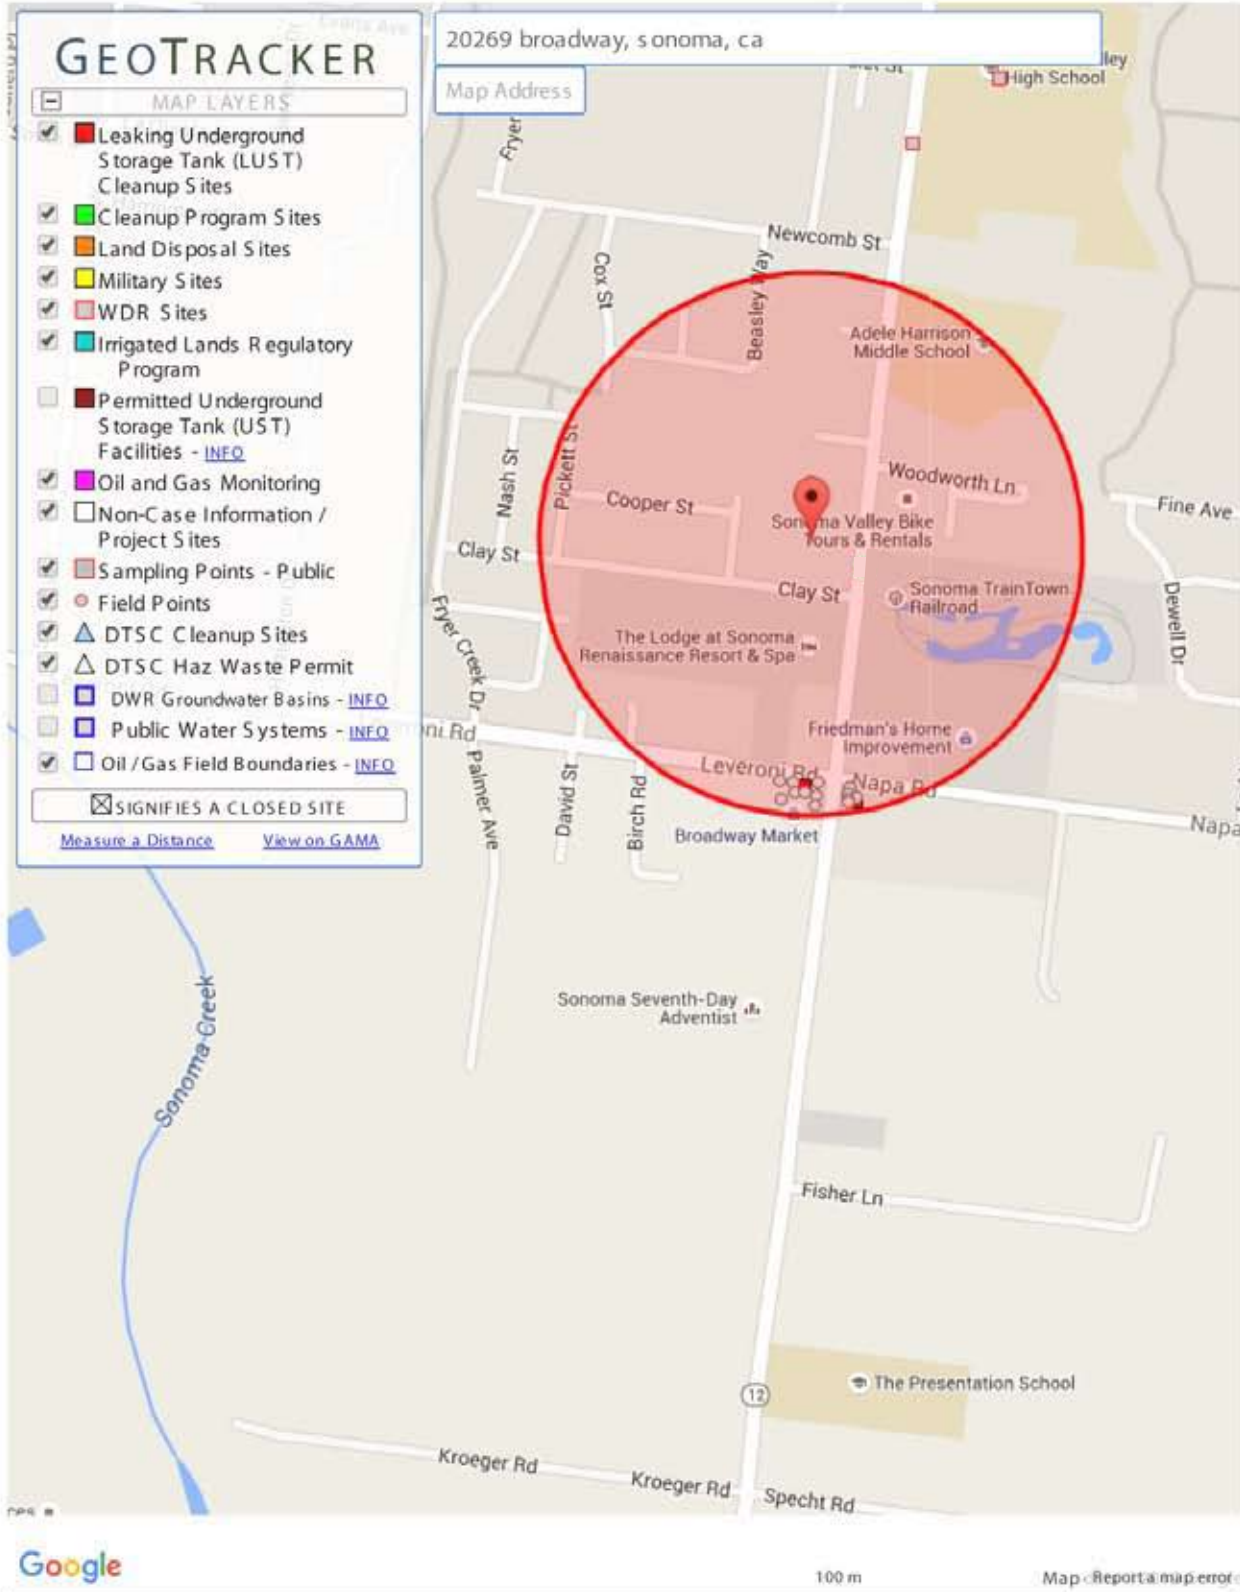 GEOTRACKER
MAP LAYERS
Leaking Underground
Storage Tank (LUST)
Cleanup Sites
Cleanup Program Sites
Land Disposal Sites
Military Sites
WDR Sites
Irrigated Lands Regulatory
Program
Permitted Underground
Storage Tank (UST)
Facilities - INFO
Oil and Gas Monitoring
Non-Case Information /
Project Sites
Sampling Points - Public
Field Points
DTSC Cleanup Sites
DTSC Haz Waste Permit
DWR Groundwater Basins - INFO
Public Water Systems - INFO
Oil / Gas Field Boundaries - INFO
SIGNIFIES A CLOSED SITE
Measure a Distance
View on GAMA
20269 broadway, sonoma, ca
Map Address
Evans Ave
High School
Fryer
Newcomb St
Cox St
Beasley Way
Adele Harrison
Middle School
Nash St
Pickett St
Woodworth Ln
Cooper St
Fine Ave
Sonoma Valley Bike
Tours & Rentals
Clay St
Clay St
Sonoma TrainTown
Railroad
Dewell Dr
Fryer Creek Dr
The Lodge at Sonoma
Renaissance Resort & Spa
Friedman's Home
Improvement
Leveroni Rd
Napa Rd
Napa
Palmer Ave
David St
Birch Rd
Broadway Market
Sonoma Creek
Sonoma Seventh-Day
Adventist
Fisher Ln
The Presentation School
12
Kroeger Rd
Kroeger Rd
Specht Rd
Google
100 m
Map
Report a map error